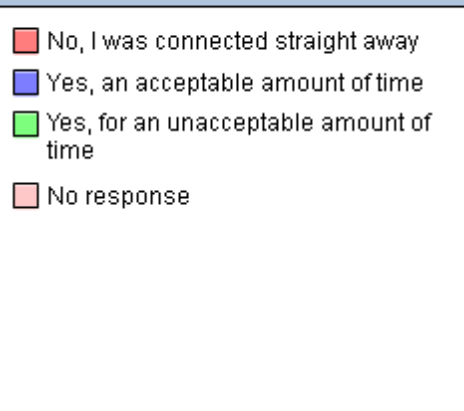 No, I was connected straight away
Yes, an acceptable amount of time
Yes, for an unacceptable amount of
time
No response